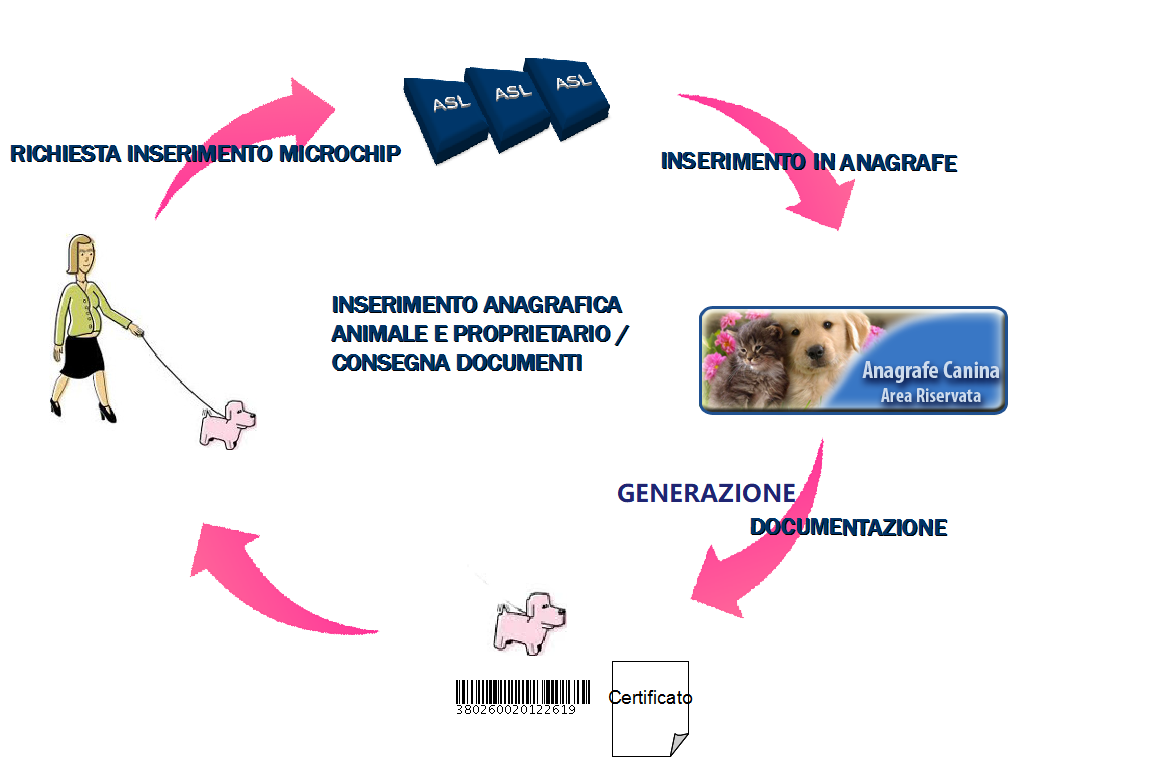 ASL ASL ASL
RICHIESTA INSERIMENTO MICROCHIP
INSERIMENTO IN ANAGRAFE
INSERIMENTO ANAGRAFICA
ANIMALE E PROPRIETARIO /
CONSEGNA DOCUMENTI
Anagrafe Canina
Area Riservata
GENERAZIONE
DOCUMENTAZIONE
Certificato
380260020122619